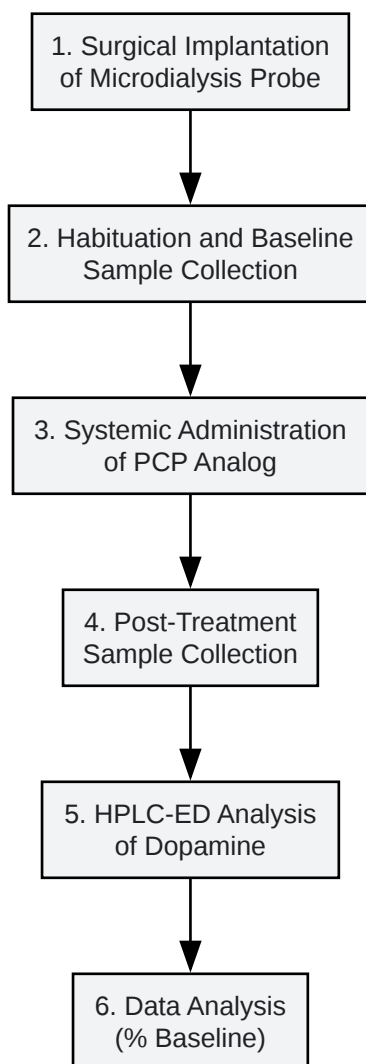 1. Surgical Implantation
of Microdialysis Probe
2. Habituation and Baseline
Sample Collection
3. Systemic Administration
of PCP Analog
4. Post-Treatment
Sample Collection
5. HPLC-ED Analysis
of Dopamine
6. Data Analysis
(% Baseline)